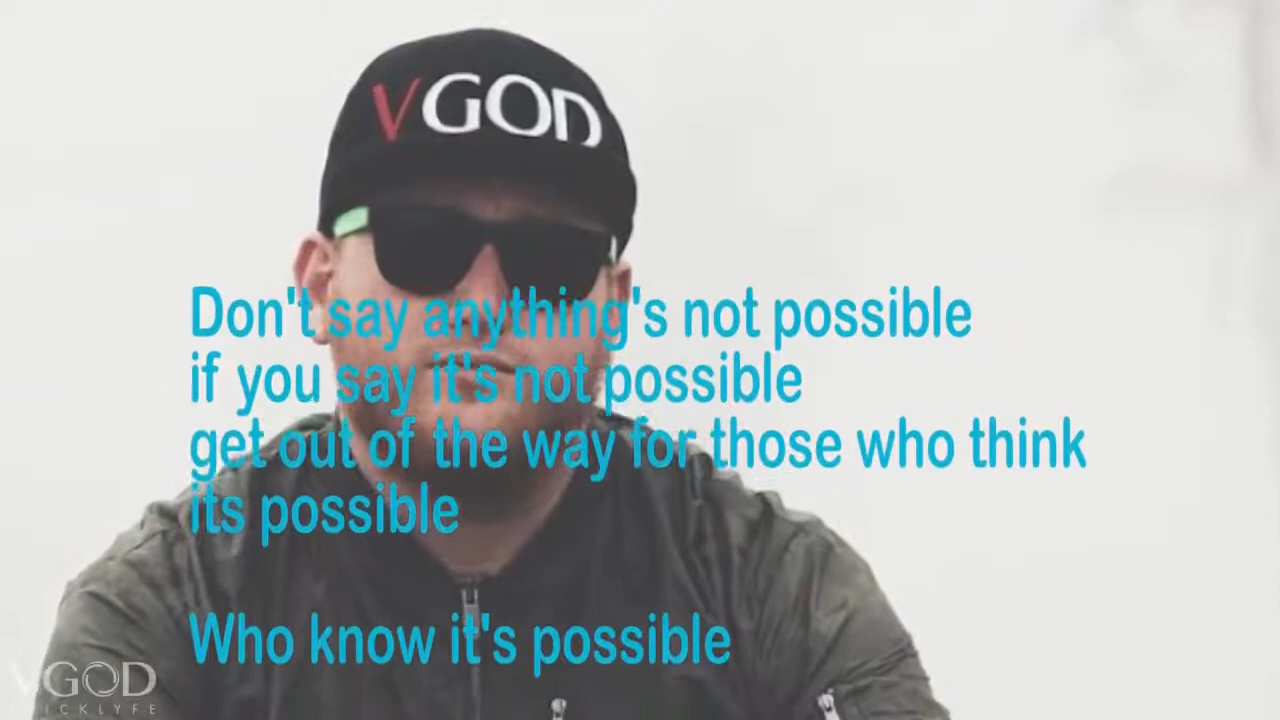 VGOD
Don't say anything's not possible
if you say it's not possible
get out of the way for those who think
its possible
Who know it's possible
VGOD
TRICKLYFE